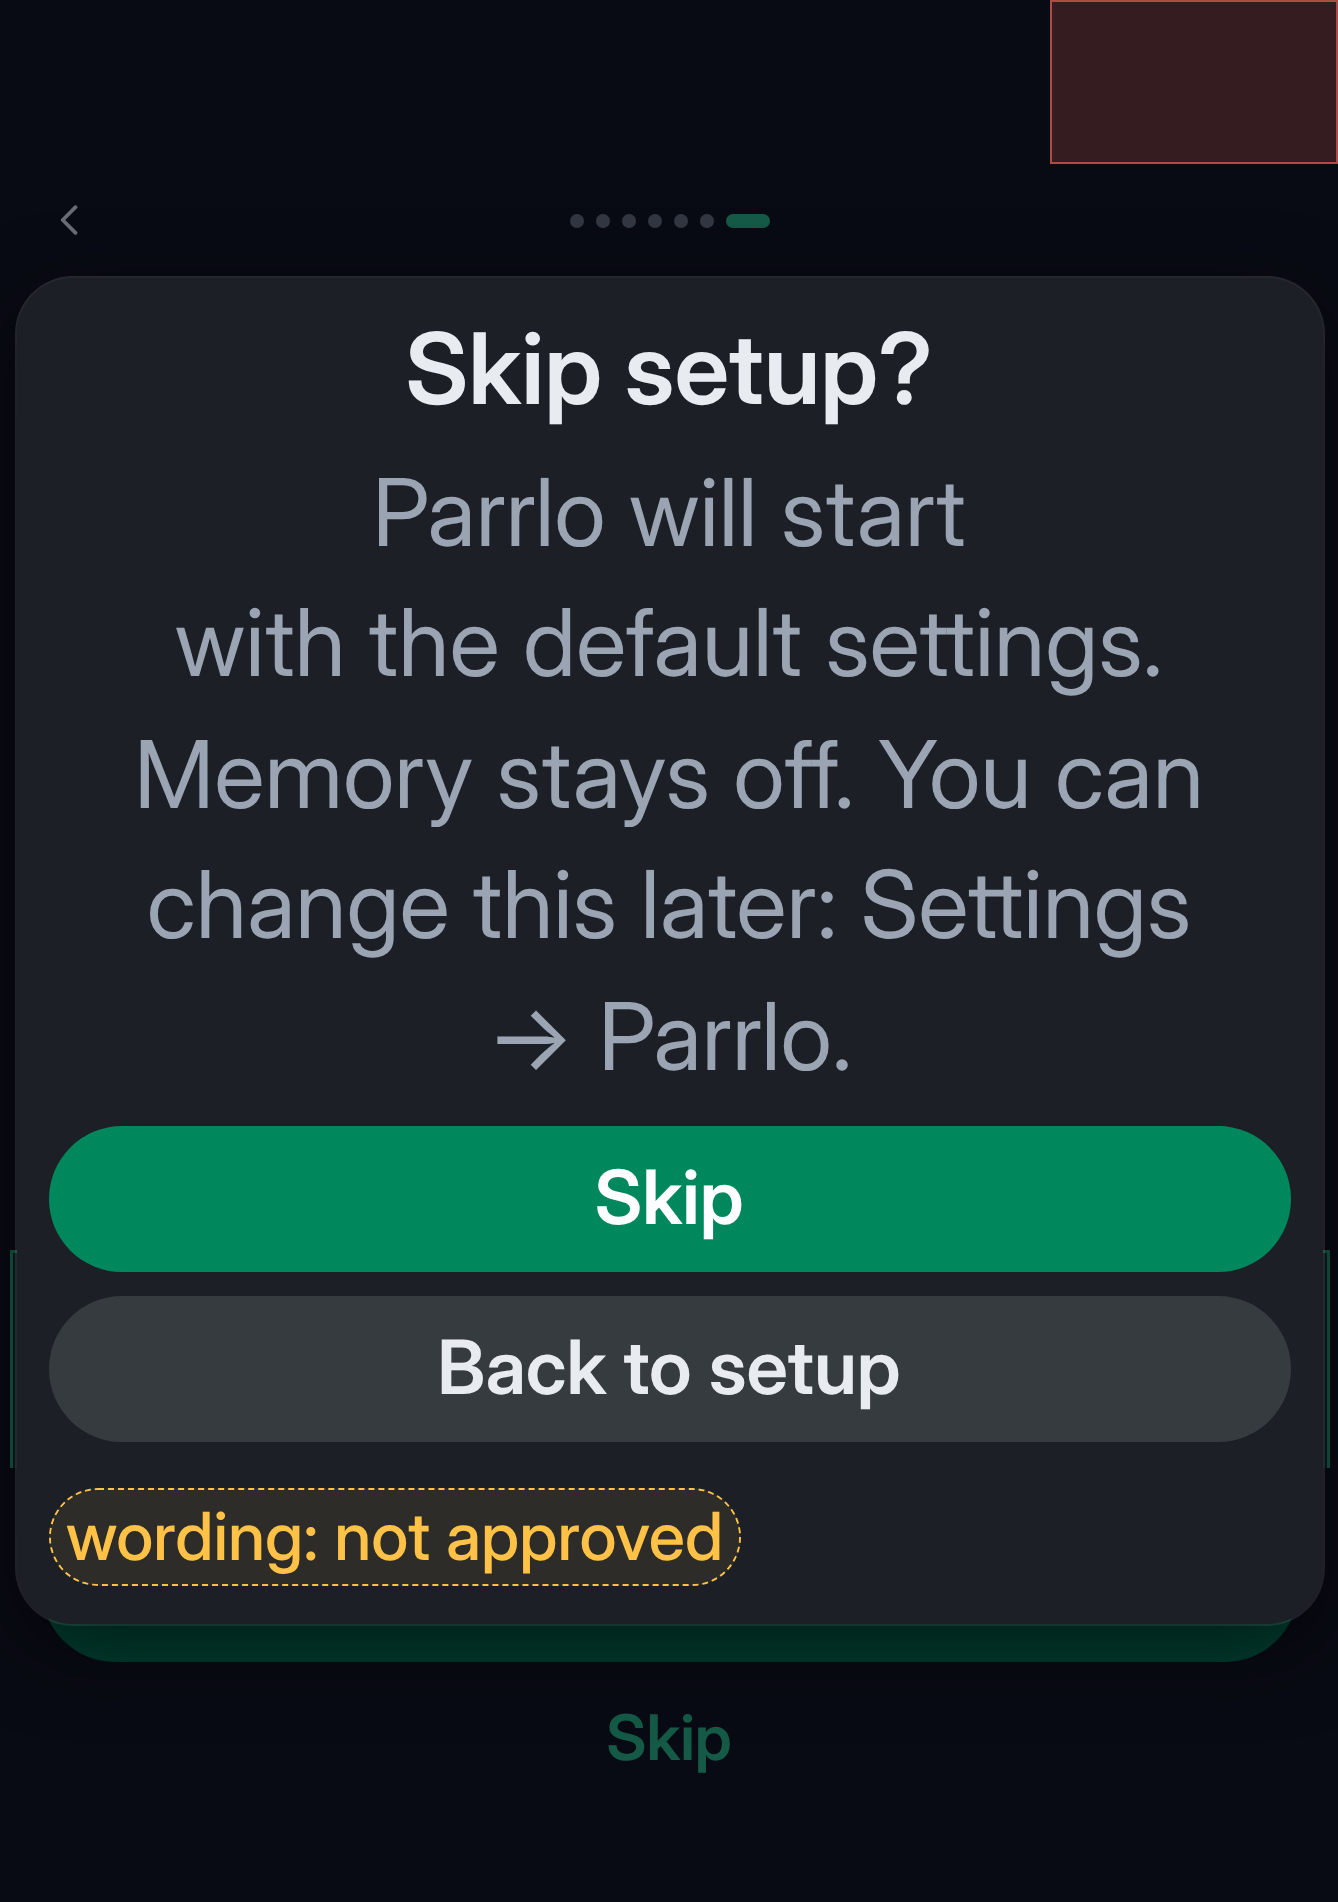 Skip setup?
Parrlo will start
with the default settings.
Memory stays off. You can
change this later: Settings
→ Parrlo.
Skip
Back to setup
wording: not approved
Skip